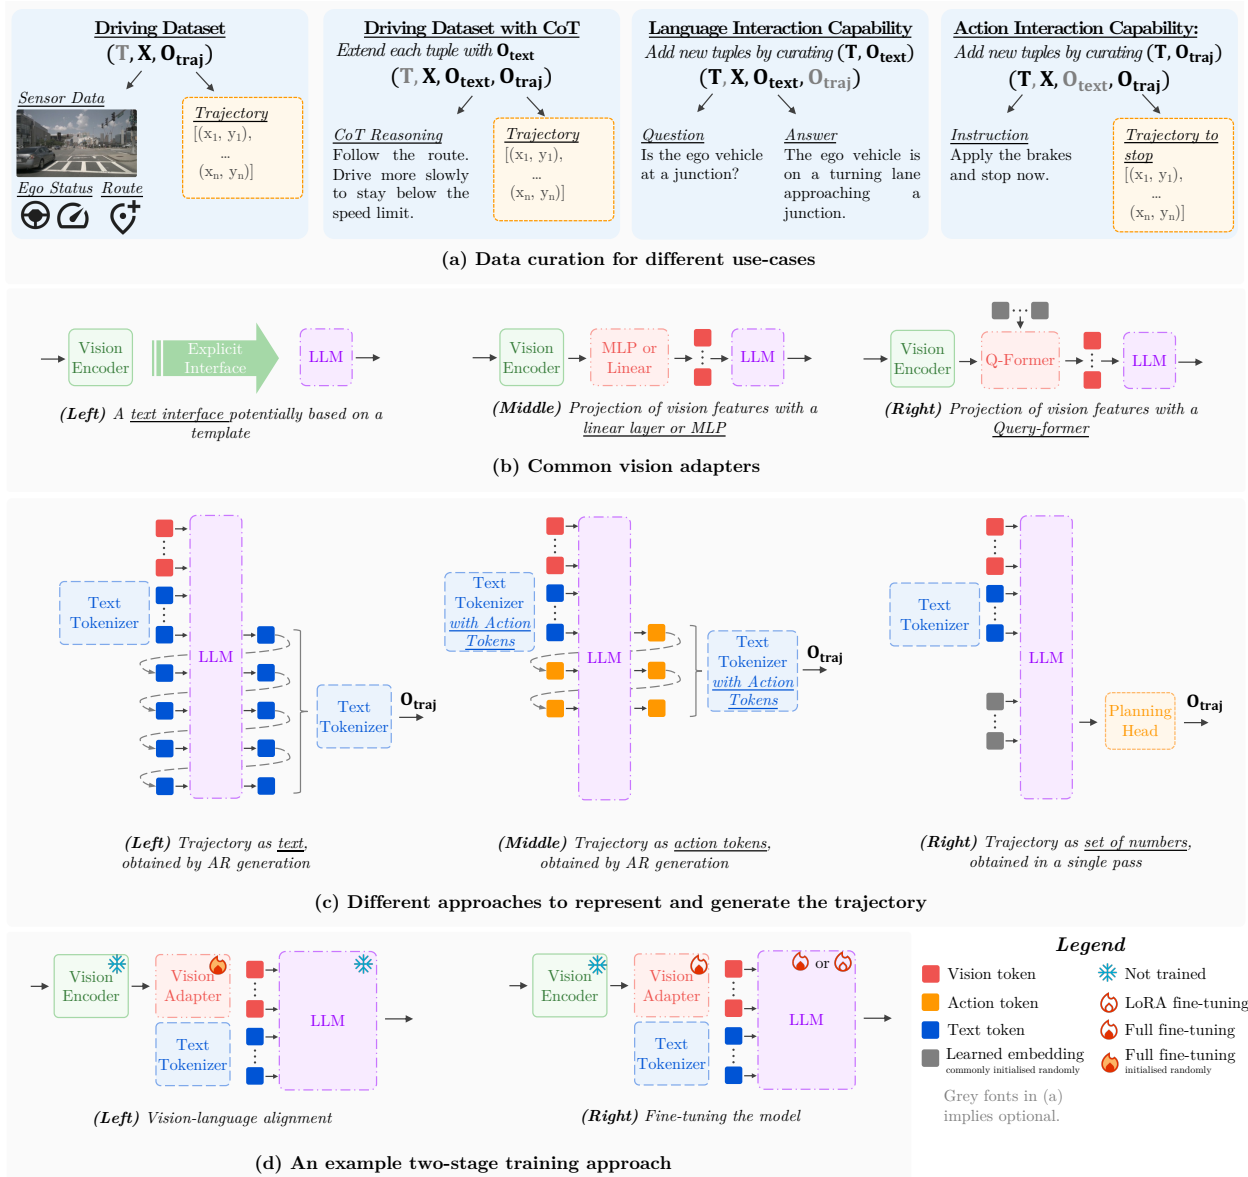 Driving Dataset
(T, X, O_traj)
Sensor Data
Ego Status Route
Trajectory
[(x₁, y₁),
...
(xₙ, yₙ)]
Driving Dataset with CoT
Extend each tuple with O_text
(T, X, O_text, O_traj)
CoT Reasoning
Follow the route.
Drive more slowly
to stay below the
speed limit.
Trajectory
[(x₁, y₁),
...
(xₙ, yₙ)]
Language Interaction Capability
Add new tuples by curating (T, O_text)
(T, X, O_text, O_traj)
Question
Is the ego vehicle
at a junction?
Answer
The ego vehicle is
on a turning lane
approaching a
junction.
Action Interaction Capability:
Add new tuples by curating (T, O_traj)
(T, X, O_text, O_traj)
Instruction
Apply the brakes
and stop now.
Trajectory to
stop
[(x₁, y₁),
...
(xₙ, yₙ)]
(a) Data curation for different use-cases
Vision
Encoder
Explicit
Interface
LLM
(Left) A text interface potentially based on a
template
Vision
Encoder
MLP or
Linear
LLM
(Middle) Projection of vision features with a
linear layer or MLP
Vision
Encoder
Q-Former
LLM
(Right) Projection of vision features with a
Query-former
(b) Common vision adapters
Text
Tokenizer
LLM
Text
Tokenizer
O_traj
(Left) Trajectory as text,
obtained by AR generation
Text
Tokenizer
with Action
Tokens
LLM
Text
Tokenizer
with Action
Tokens
O_traj
(Middle) Trajectory as action tokens,
obtained by AR generation
Text
Tokenizer
LLM
Planning
Head
O_traj
(Right) Trajectory as set of numbers,
obtained in a single pass
(c) Different approaches to represent and generate the trajectory
Vision
Encoder
Vision
Adapter
Text
Tokenizer
LLM
(Left) Vision-language alignment
Vision
Encoder
Vision
Adapter
Text
Tokenizer
or
LLM
(Right) Fine-tuning the model
(d) An example two-stage training approach
Legend
Vision token
Action token
Text token
Learned embedding
commonly initialised randomly
Not trained
LoRA fine-tuning
Full fine-tuning
Full fine-tuning
initialised randomly
Grey fonts in (a)
implies optional.